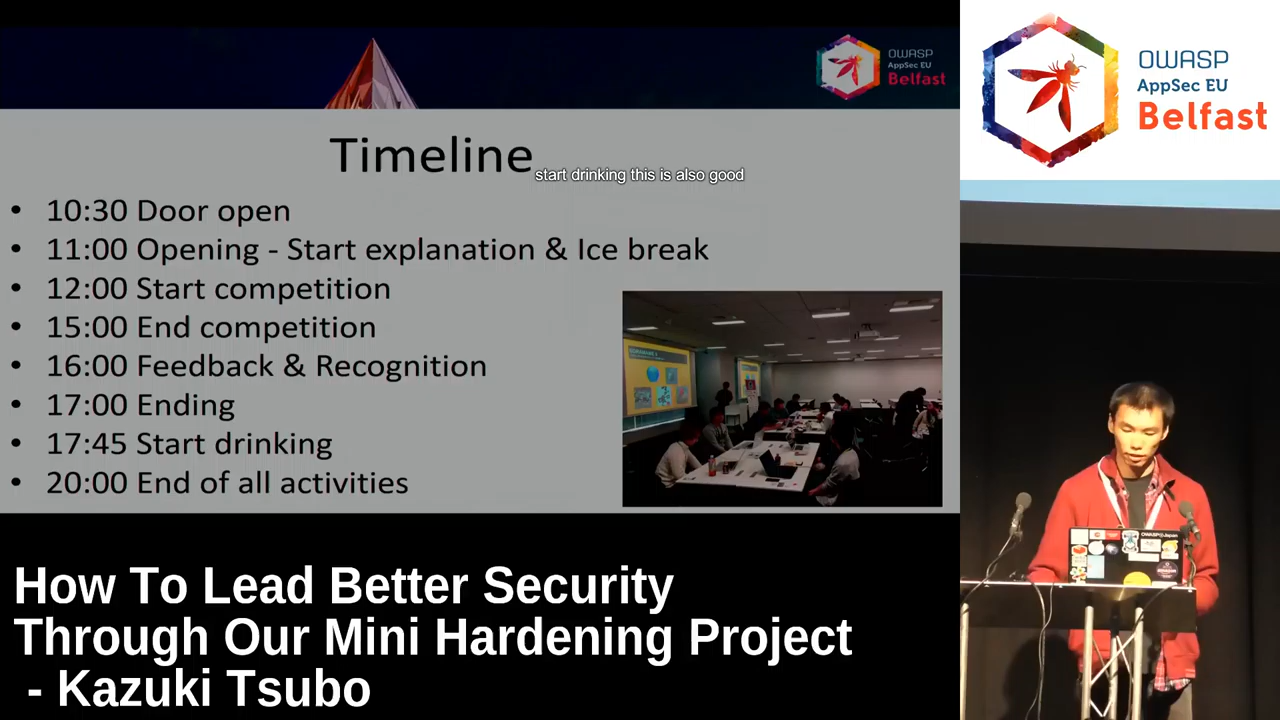 OWASP
AppSec EU
Belfast
OWASP
AppSec EU
Belfast
Timeline
start drinking this is also good
• 10:30 Door open
• 11:00 Opening - Start explanation & Ice break
• 12:00 Start competition
• 15:00 End competition
• 16:00 Feedback & Recognition
• 17:00 Ending
• 17:45 Start drinking
• 20:00 End of all activities
OWASP Japan
How To Lead Better Security
Through Our Mini Hardening Project
- Kazuki Tsubo